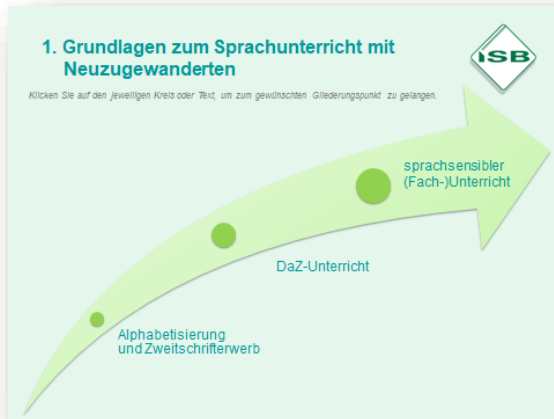 1. Grundlagen zum Sprachunterricht mit
Neuzugewanderten
ISB
Klicken Sie auf den jeweiligen Kreis oder Text, um zum gewünschten Gliederungspunkt zu gelangen.
sprachsensibler
(Fach-)Unterricht
DaZ-Unterricht
Alphabetisierung
und Zweitschrifterwerb